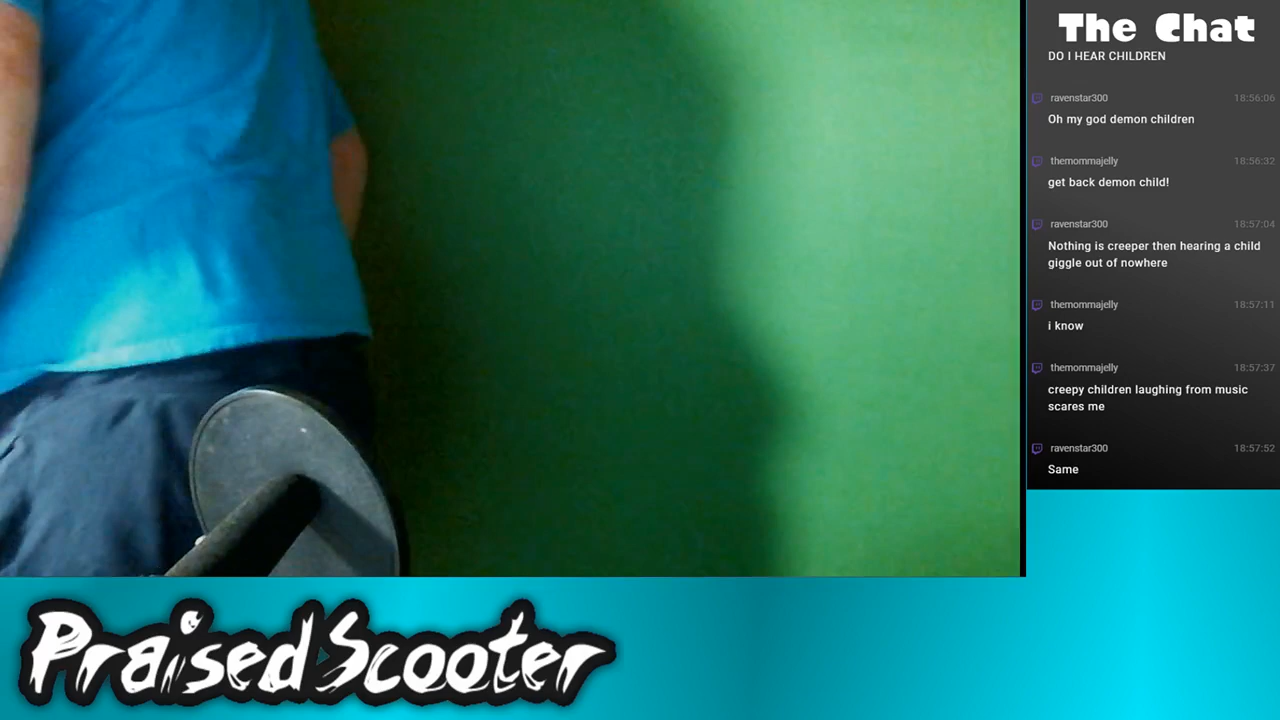 The Chat
DO I HEAR CHILDREN
ravenstar300 18:56:06
Oh my god demon children
themommajelly 18:56:32
get back demon child!
ravenstar300 18:57:04
Nothing is creeper then hearing a child
giggle out of nowhere
themommajelly 18:57:11
i know
themommajelly 18:57:37
creepy children laughing from music
scares me
ravenstar300 18:57:52
Same
PraisedScooter